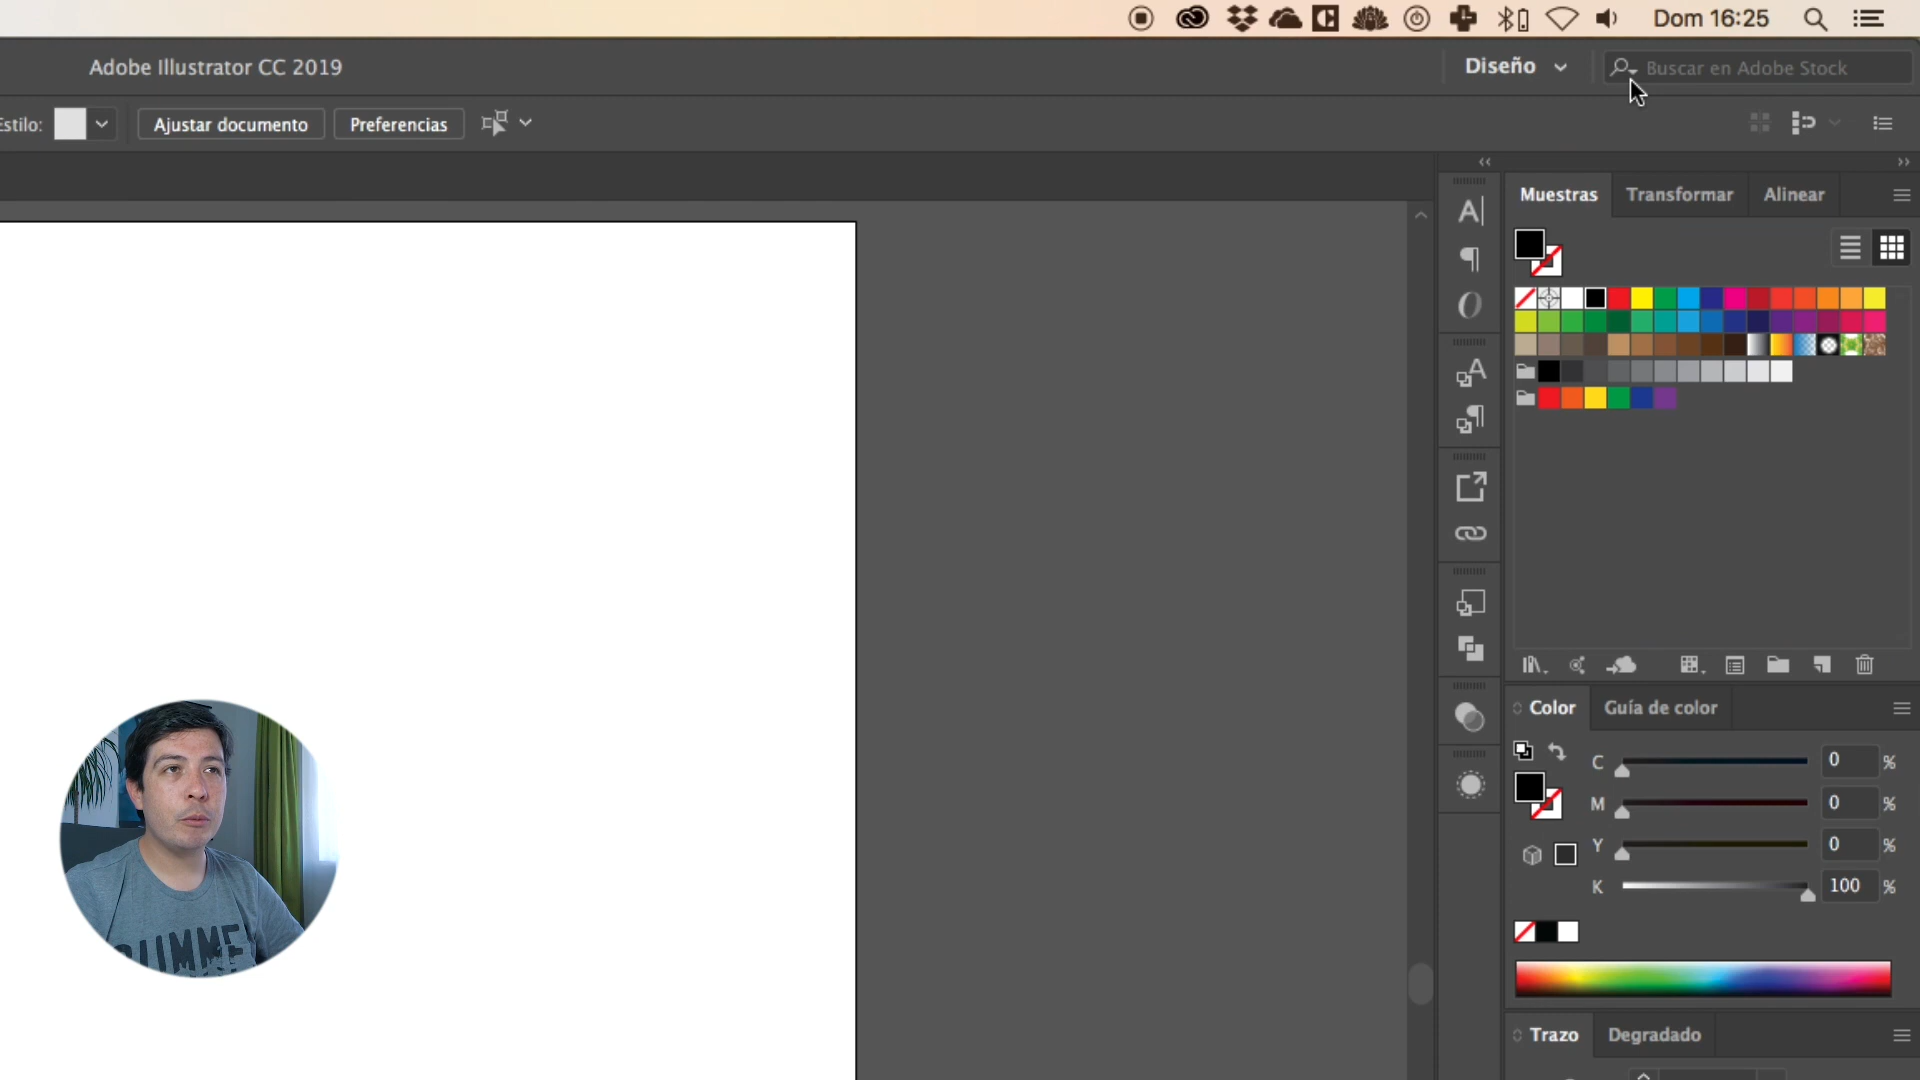 Dom 16:25
Adobe Illustrator CC 2019
Diseño
Buscar en Adobe Stock
Estilo:
Ajustar documento
Preferencias
Muestras
Transformar
Alinear
Color
Guía de color
C
0
%
M
0
%
Y
0
%
K
100
%
Trazo
Degradado